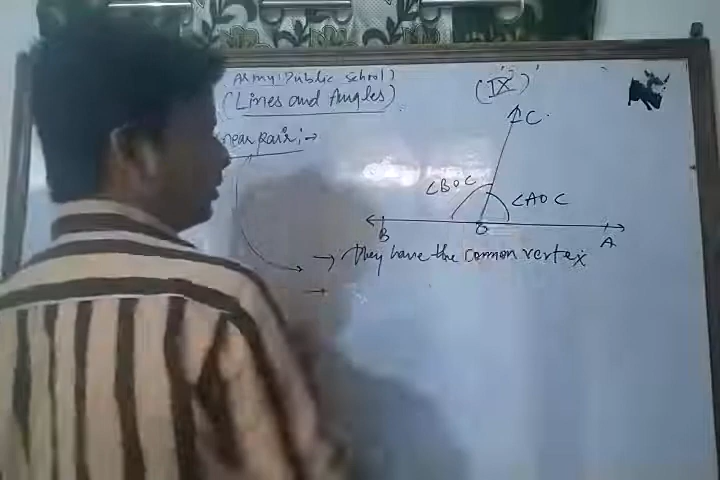 Army Public School
(Lines and Angles)
(IX)
near pair :→
C
∠BOC
∠AOC
B
O
A
→ They have the common vertex
→